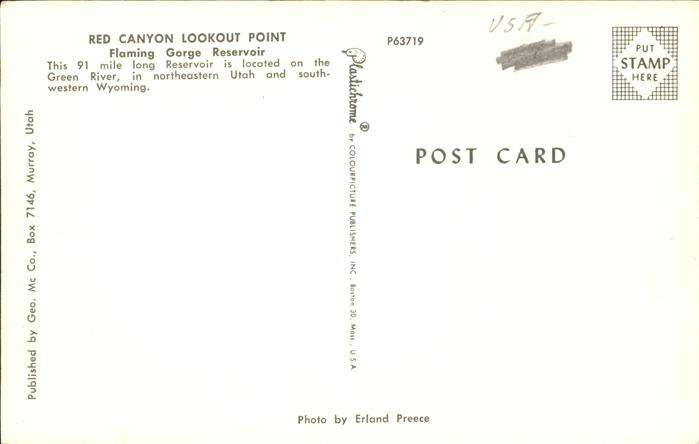 RED CANYON LOOKOUT POINT
Flaming Gorge Reservoir
This 91 mile long Reservoir is located on the
Green River, in northeastern Utah and south-
western Wyoming.
Published by Geo. Mc Co., Box 7146, Murray, Utah
Plastichrome ® by COLOURPICTURE PUBLISHERS, INC., Boston 30, Mass., U S A
P63719
USA-
PUT
STAMP
HERE
POST CARD
Photo by Erland Preece